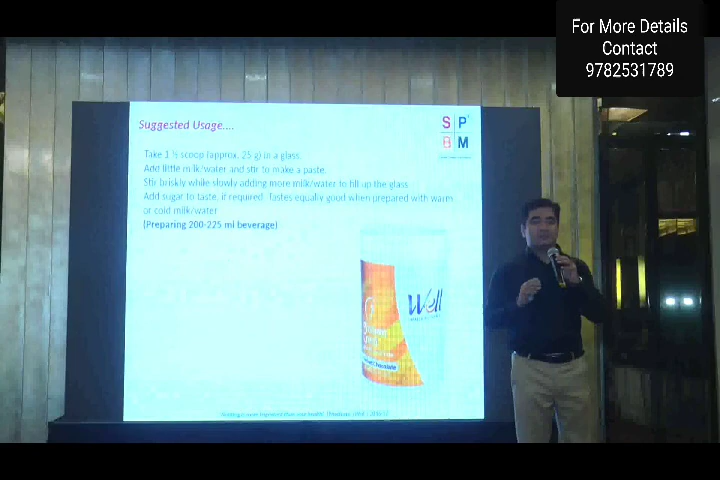 For More Details
Contact
9782531789
Suggested Usage....
S P
B M
Take 1 ½ scoop (approx. 25 g) in a glass.
Add little milk/water and stir to make a paste.
Stir briskly while slowly adding more milk/water to fill up the glass
Add sugar to taste, if required. Tastes equally good when prepared with warm
or cold milk/water
(Preparing 200-225 ml beverage)
Well